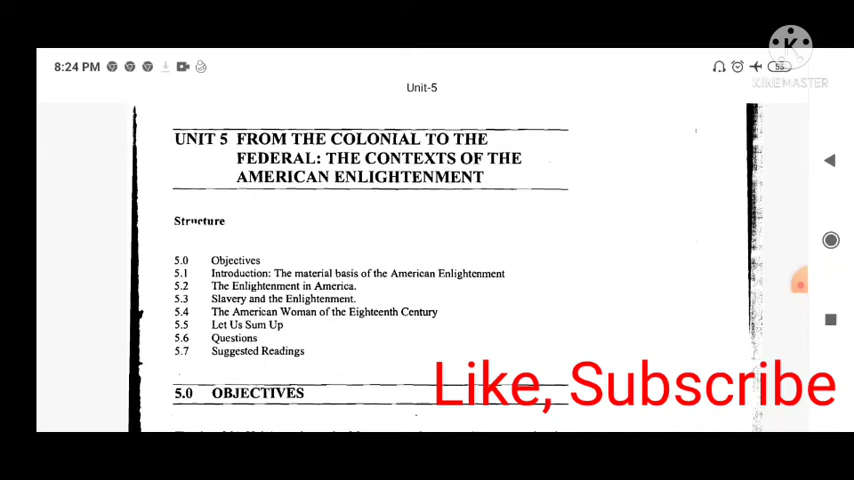 8:24 PM
58
K
KINEMASTER
Unit-5
UNIT 5 FROM THE COLONIAL TO THE
FEDERAL: THE CONTEXTS OF THE
AMERICAN ENLIGHTENMENT
Structure
5.0 Objectives
5.1 Introduction: The material basis of the American Enlightenment
5.2 The Enlightenment in America.
5.3 Slavery and the Enlightenment.
5.4 The American Woman of the Eighteenth Century
5.5 Let Us Sum Up
5.6 Questions
5.7 Suggested Readings
Like, Subscribe
5.0 OBJECTIVES